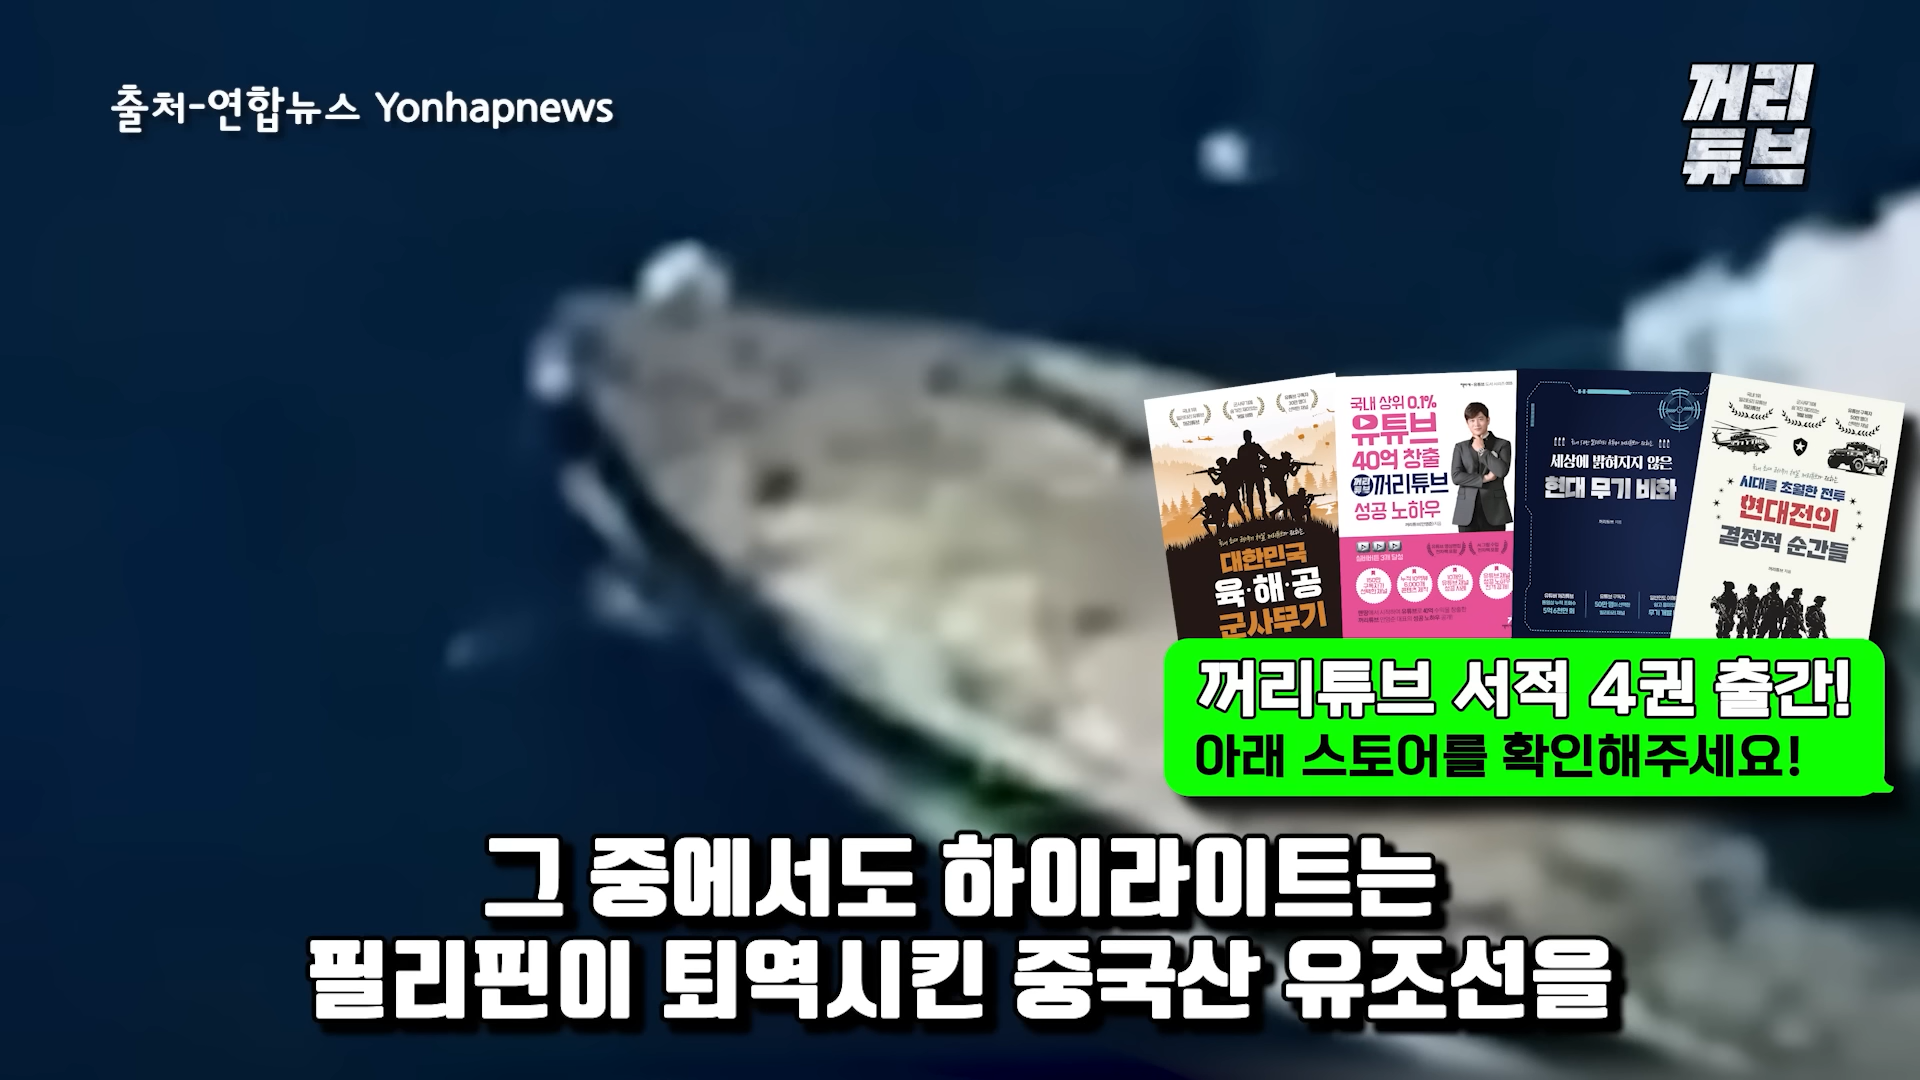 출처-연합뉴스 Yonhapnews
꺼리
튜브
국내 상위 0.1%
유튜브
40억 창출
꺼리튜브
성공 노하우
대한민국
육·해·공
군사무기
세상에 밝혀지지 않은
현대 무기 비화
시대를 초월한 전투
현대전의
결정적 순간들
꺼리튜브 서적 4권 출간!
아래 스토어를 확인해주세요!
그 중에서도 하이라이트는
필리핀이 퇴역시킨 중국산 유조선을